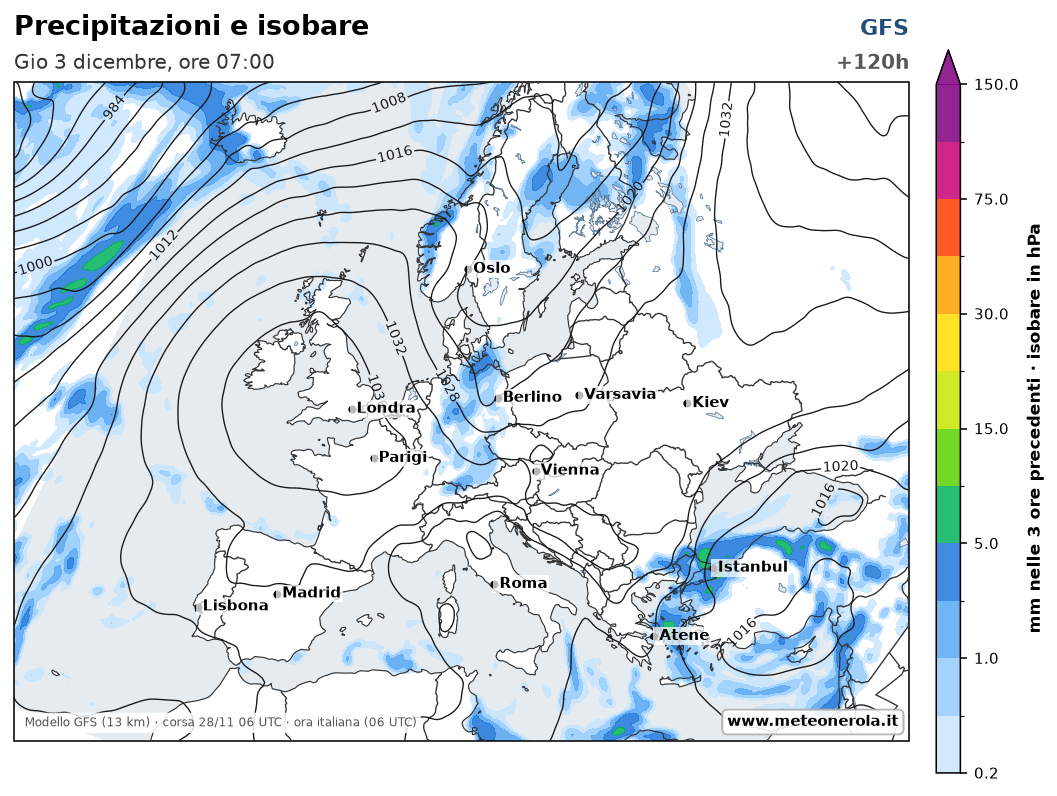 Precipitazioni e isobare
GFS
Gio 3 dicembre, ore 07:00
+120h
984
1008
1032
150.0
1016
1020
75.0
1012
1000
Oslo
30.0
1032
1028
Berlino
Varsavia
Kiev
Londra
15.0
Parigi
Vienna
1020
1016
5.0
Istanbul
Roma
Madrid
Lisbona
Atene
1016
1.0
Modello GFS (13 km) · corsa 28/11 06 UTC · ora italiana (06 UTC)
www.meteonerola.it
0.2
mm nelle 3 ore precedenti · isobare in hPa